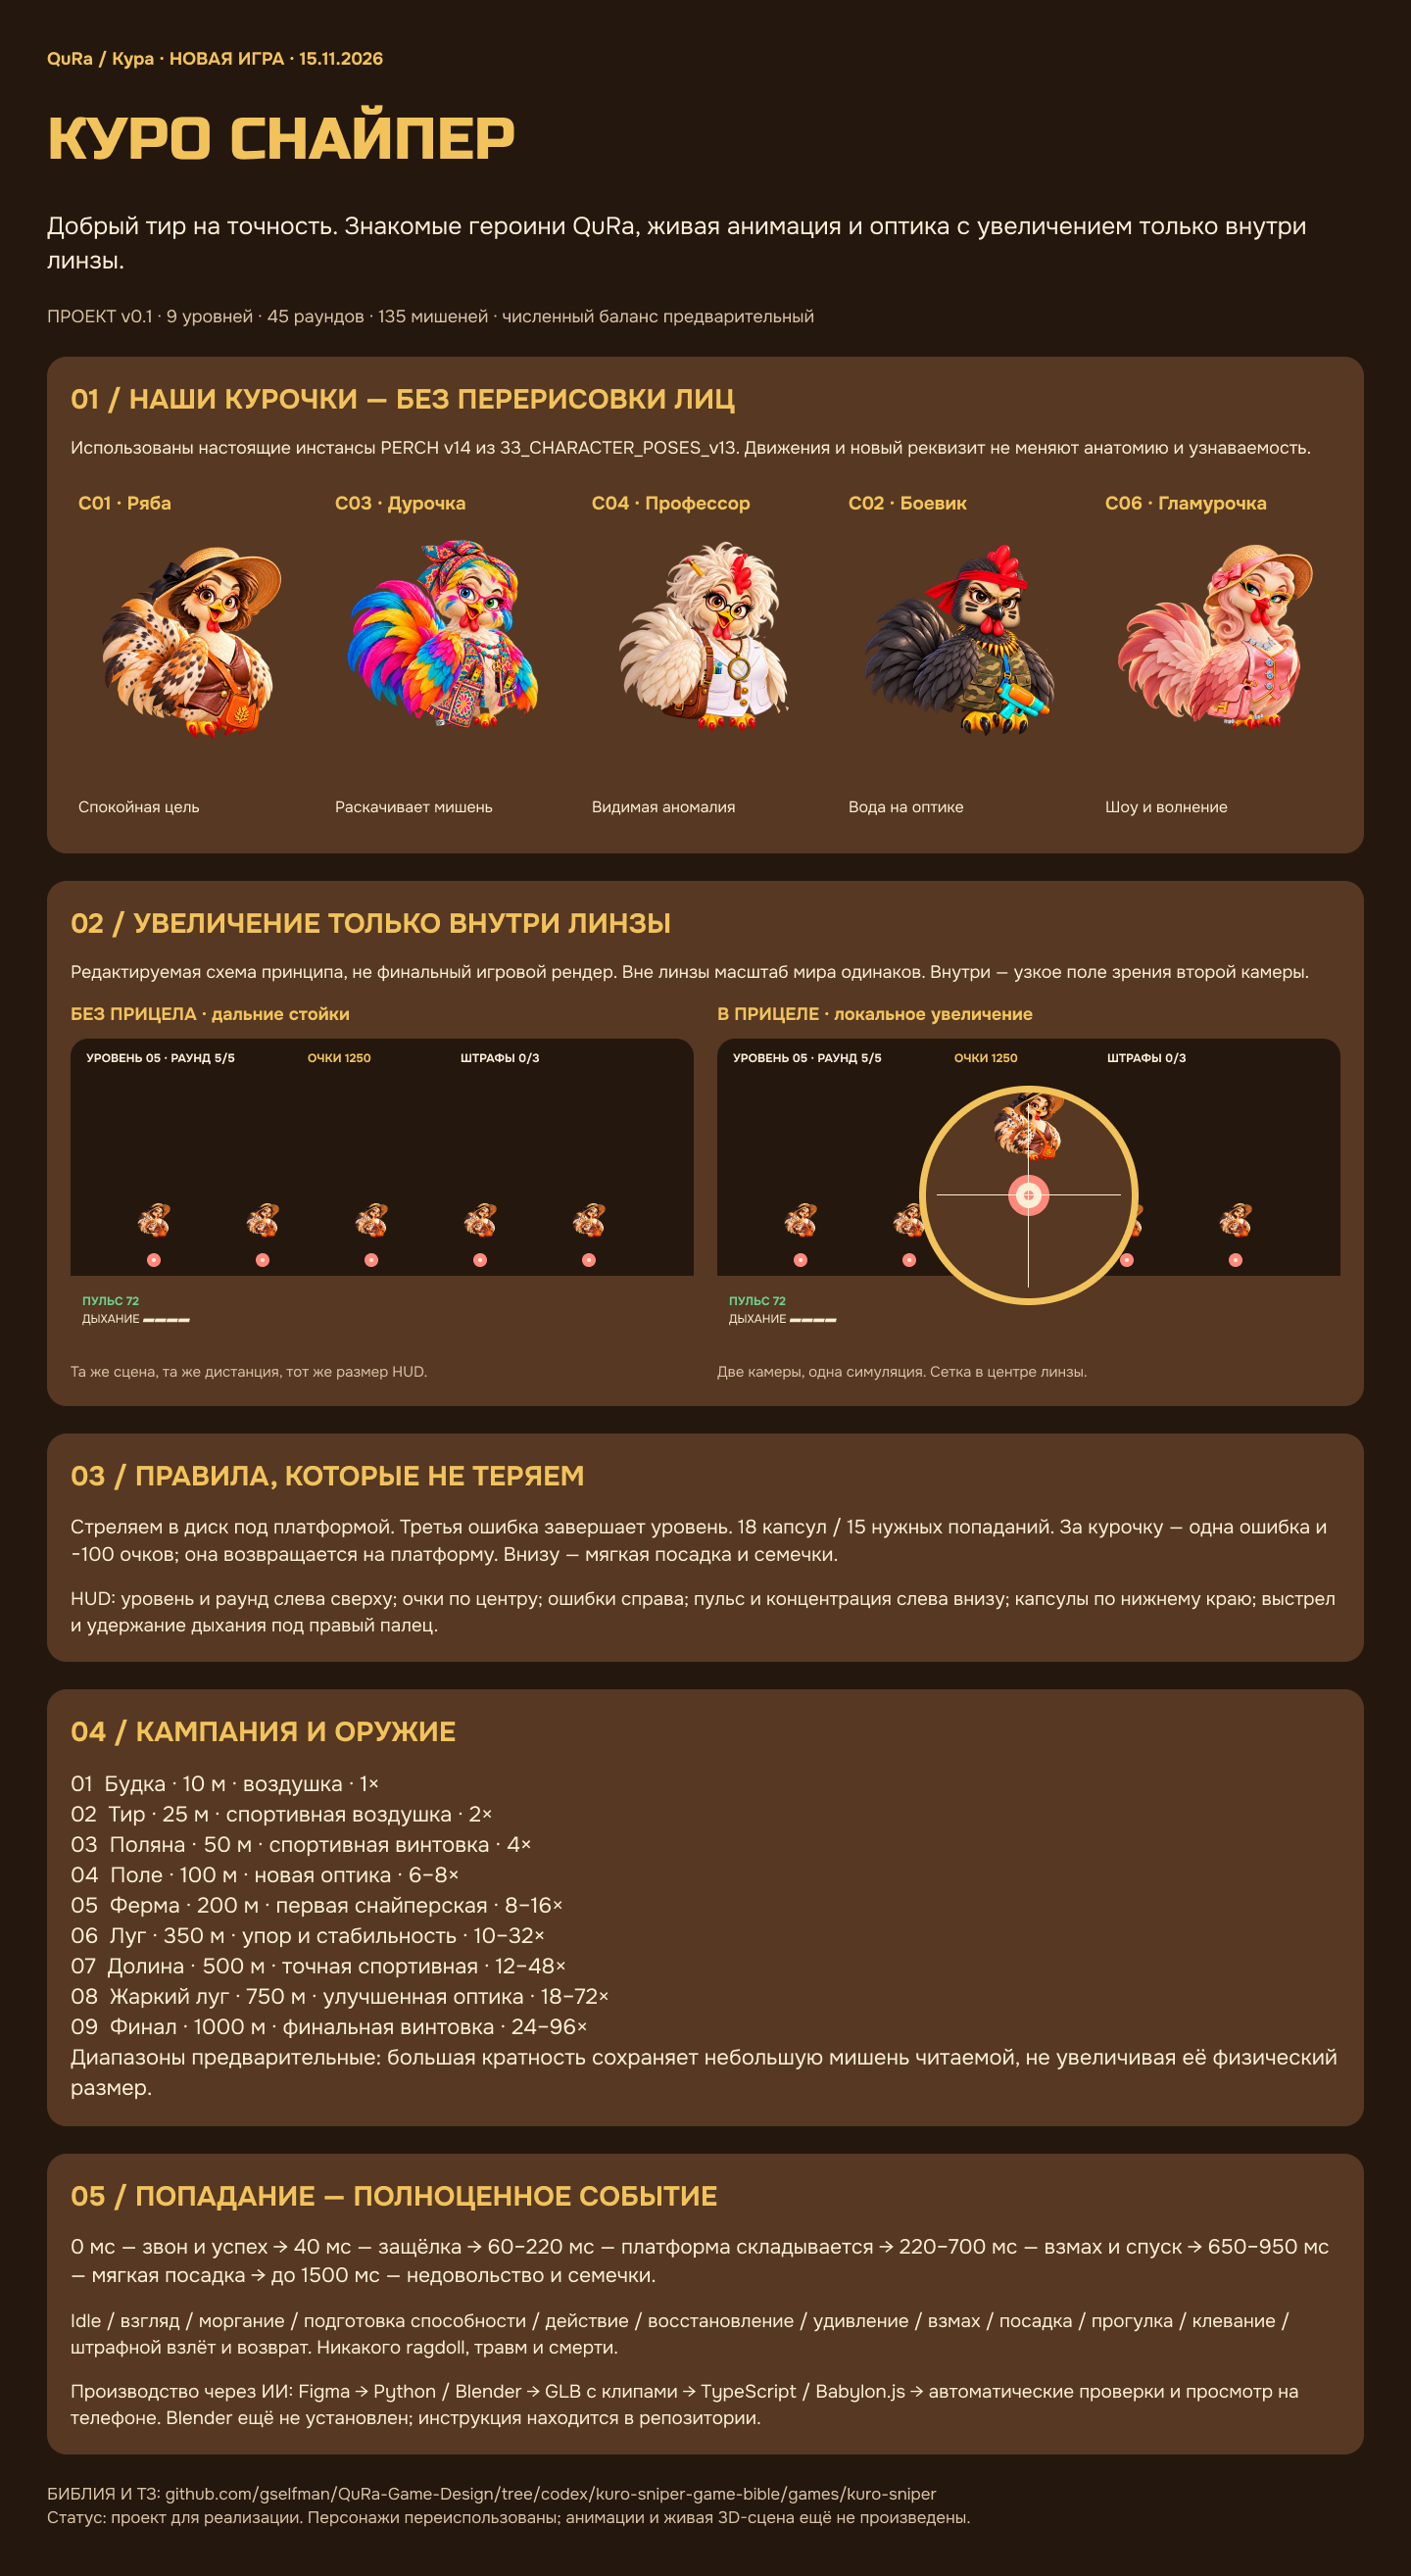 QuRa / Кура · НОВАЯ ИГРА · 15.11.2026
КУРО СНАЙПЕР
Добрый тир на точность. Знакомые героини QuRa, живая анимация и оптика с увеличением только внутри
линзы.
ПРОЕКТ v0.1 · 9 уровней · 45 раундов · 135 мишеней · численный баланс предварительный
01 / НАШИ КУРОЧКИ — БЕЗ ПЕРЕРИСОВКИ ЛИЦ
Использованы настоящие инстансы PERCH v14 из 33_CHARACTER_POSES_v13. Движения и новый реквизит не меняют анатомию и узнаваемость.
C01 · Ряба
C03 · Дурочка
C04 · Профессор
C02 · Боевик
C06 · Гламурочка
Спокойная цель
Раскачивает мишень
Видимая аномалия
Вода на оптике
Шоу и волнение
02 / УВЕЛИЧЕНИЕ ТОЛЬКО ВНУТРИ ЛИНЗЫ
Редактируемая схема принципа, не финальный игровой рендер. Вне линзы масштаб мира одинаков. Внутри — узкое поле зрения второй камеры.
БЕЗ ПРИЦЕЛА · дальние стойки
УРОВЕНЬ 05 · РАУНД 5/5
ОЧКИ 1250
ШТРАФЫ 0/3
ПУЛЬС 72
ДЫХАНИЕ ▰▰▰▰
Та же сцена, та же дистанция, тот же размер HUD.
В ПРИЦЕЛЕ · локальное увеличение
УРОВЕНЬ 05 · РАУНД 5/5
ОЧКИ 1250
ШТРАФЫ 0/3
ПУЛЬС 72
ДЫХАНИЕ ▰▰▰▰
Две камеры, одна симуляция. Сетка в центре линзы.
03 / ПРАВИЛА, КОТОРЫЕ НЕ ТЕРЯЕМ
Стреляем в диск под платформой. Третья ошибка завершает уровень. 18 капсул / 15 нужных попаданий. За курочку — одна ошибка и
−100 очков; она возвращается на платформу. Внизу — мягкая посадка и семечки.
HUD: уровень и раунд слева сверху; очки по центру; ошибки справа; пульс и концентрация слева внизу; капсулы по нижнему краю; выстрел
и удержание дыхания под правый палец.
04 / КАМПАНИЯ И ОРУЖИЕ
01 Будка · 10 м · воздушка · 1×
02 Тир · 25 м · спортивная воздушка · 2×
03 Поляна · 50 м · спортивная винтовка · 4×
04 Поле · 100 м · новая оптика · 6–8×
05 Ферма · 200 м · первая снайперская · 8–16×
06 Луг · 350 м · упор и стабильность · 10–32×
07 Долина · 500 м · точная спортивная · 12–48×
08 Жаркий луг · 750 м · улучшенная оптика · 18–72×
09 Финал · 1000 м · финальная винтовка · 24–96×
Диапазоны предварительные: большая кратность сохраняет небольшую мишень читаемой, не увеличивая её физический
размер.
05 / ПОПАДАНИЕ — ПОЛНОЦЕННОЕ СОБЫТИЕ
0 мс — звон и успех → 40 мс — защёлка → 60–220 мс — платформа складывается → 220–700 мс — взмах и спуск → 650–950 мс
— мягкая посадка → до 1500 мс — недовольство и семечки.
Idle / взгляд / моргание / подготовка способности / действие / восстановление / удивление / взмах / посадка / прогулка / клевание /
штрафной взлёт и возврат. Никакого ragdoll, травм и смерти.
Производство через ИИ: Figma → Python / Blender → GLB с клипами → TypeScript / Babylon.js → автоматические проверки и просмотр на
телефоне. Blender ещё не установлен; инструкция находится в репозитории.
БИБЛИЯ И ТЗ: github.com/gselfman/QuRa-Game-Design/tree/codex/kuro-sniper-game-bible/games/kuro-sniper
Статус: проект для реализации. Персонажи переиспользованы; анимации и живая 3D-сцена ещё не произведены.